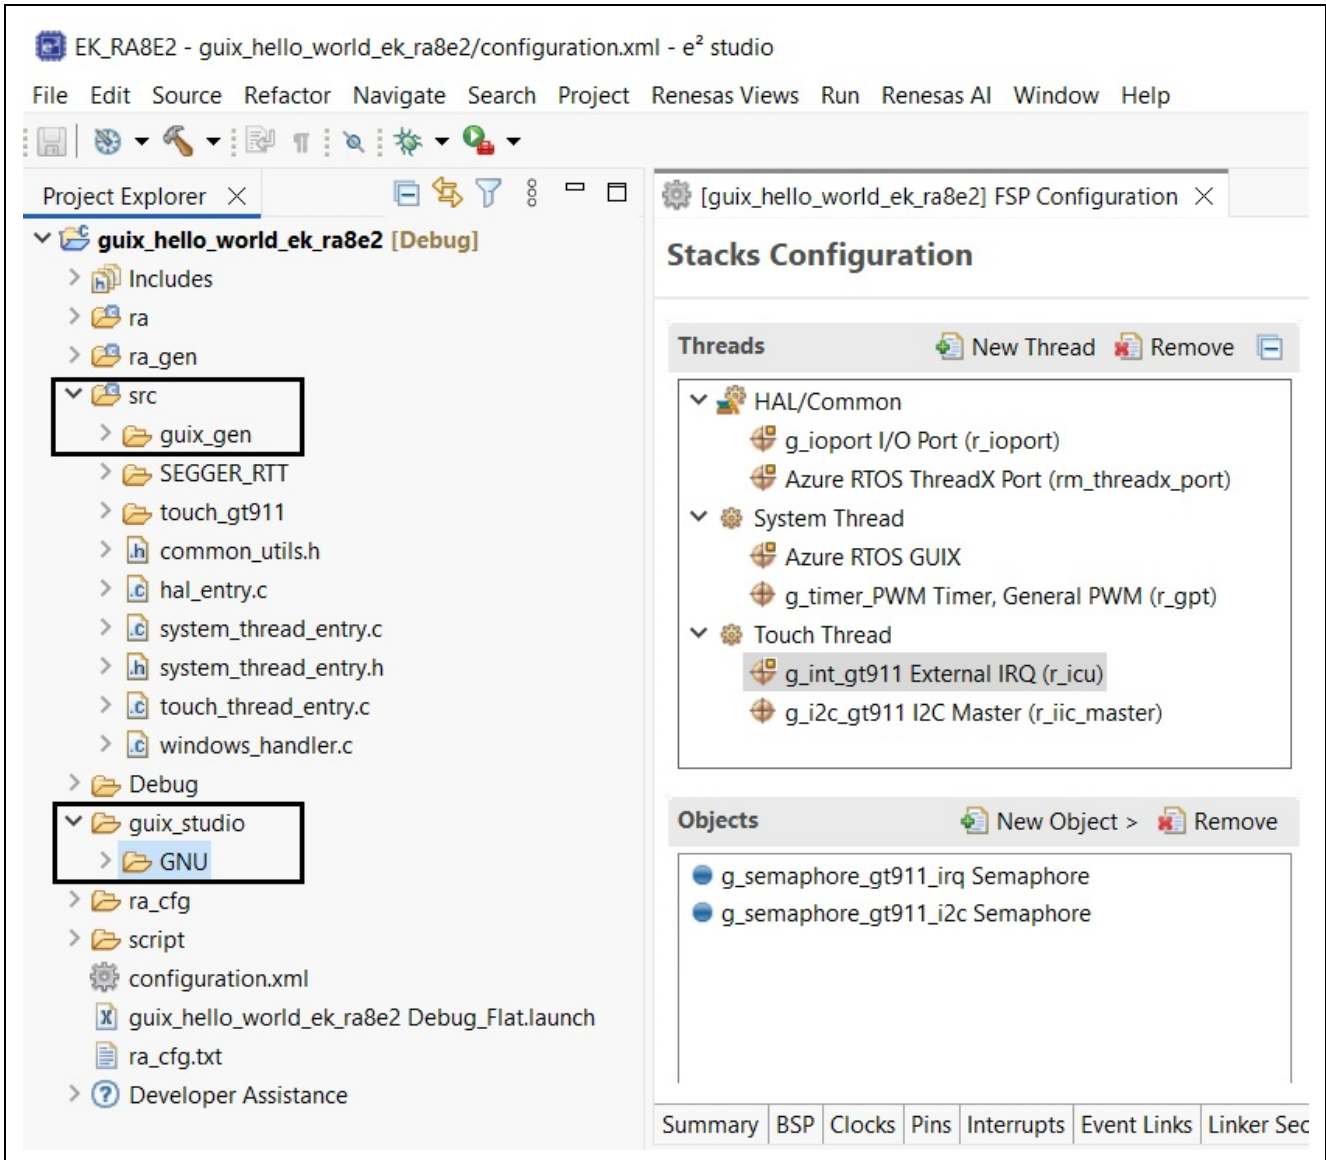 EK_RA8E2 - guix_hello_world_ek_ra8e2/configuration.xml - e² studio
File Edit Source Refactor Navigate Search Project Renesas Views Run Renesas AI Window Help
Project Explorer
guix_hello_world_ek_ra8e2 [Debug]
Includes
ra
ra_gen
src
guix_gen
SEGGER_RTT
touch_gt911
common_utils.h
hal_entry.c
system_thread_entry.c
system_thread_entry.h
touch_thread_entry.c
windows_handler.c
Debug
guix_studio
GNU
ra_cfg
script
configuration.xml
guix_hello_world_ek_ra8e2 Debug_Flat.launch
ra_cfg.txt
Developer Assistance
[guix_hello_world_ek_ra8e2] FSP Configuration
Stacks Configuration
Threads New Thread Remove
HAL/Common
g_ioport I/O Port (r_ioport)
Azure RTOS ThreadX Port (rm_threadx_port)
System Thread
Azure RTOS GUIX
g_timer_PWM Timer, General PWM (r_gpt)
Touch Thread
g_int_gt911 External IRQ (r_icu)
g_i2c_gt911 I2C Master (r_iic_master)
Objects New Object > Remove
g_semaphore_gt911_irq Semaphore
g_semaphore_gt911_i2c Semaphore
Summary BSP Clocks Pins Interrupts Event Links Linker Sec